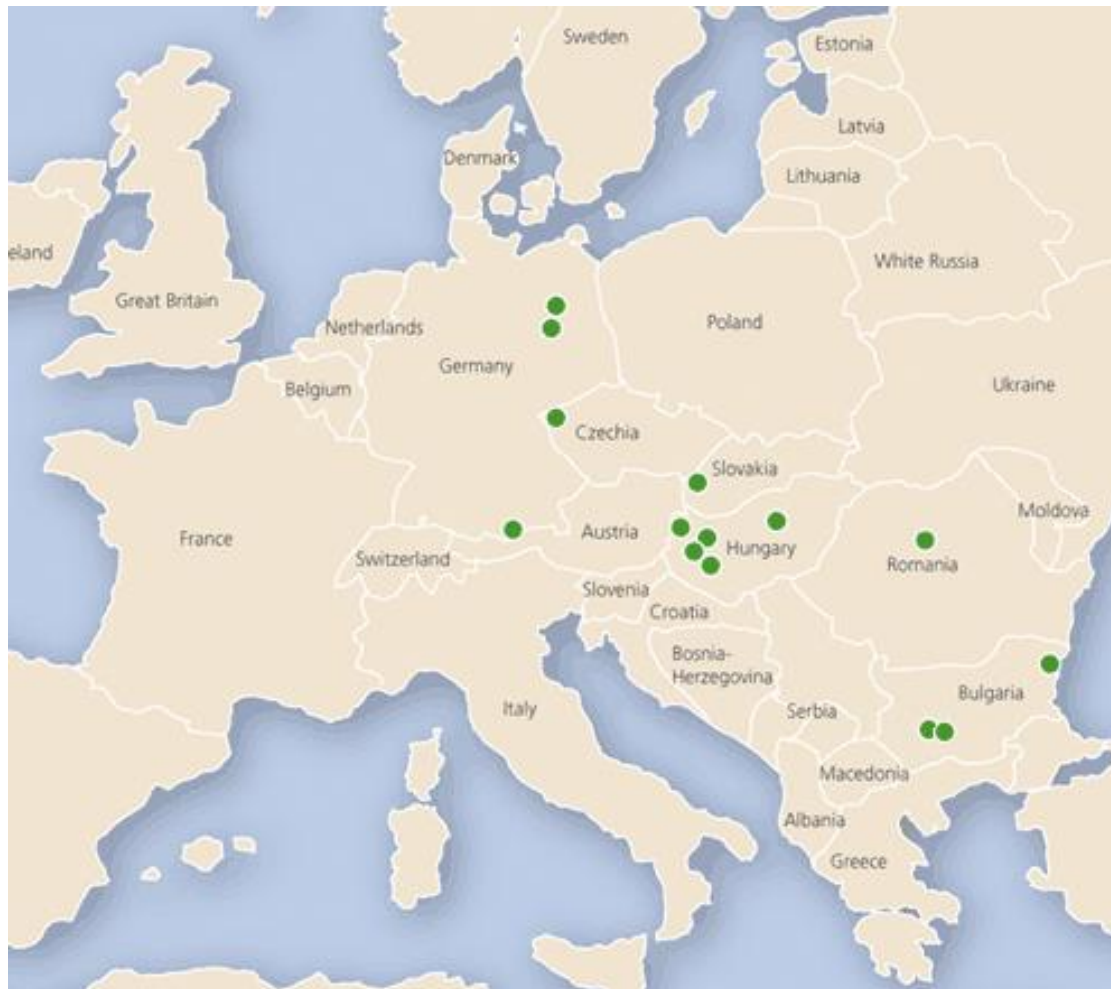 Sweden
Estonia
Latvia
Denmark
Lithuania
eland
White Russia
Great Britain
Netherlands
Poland
Germany
Belgium
Ukraine
Czechia
Slovakia
Moldova
France
Austria
Hungary
Switzerland
Romania
Slovenia
Croatia
Bosnia-
Herzegovina
Bulgaria
Italy
Serbia
Macedonia
Albania
Greece